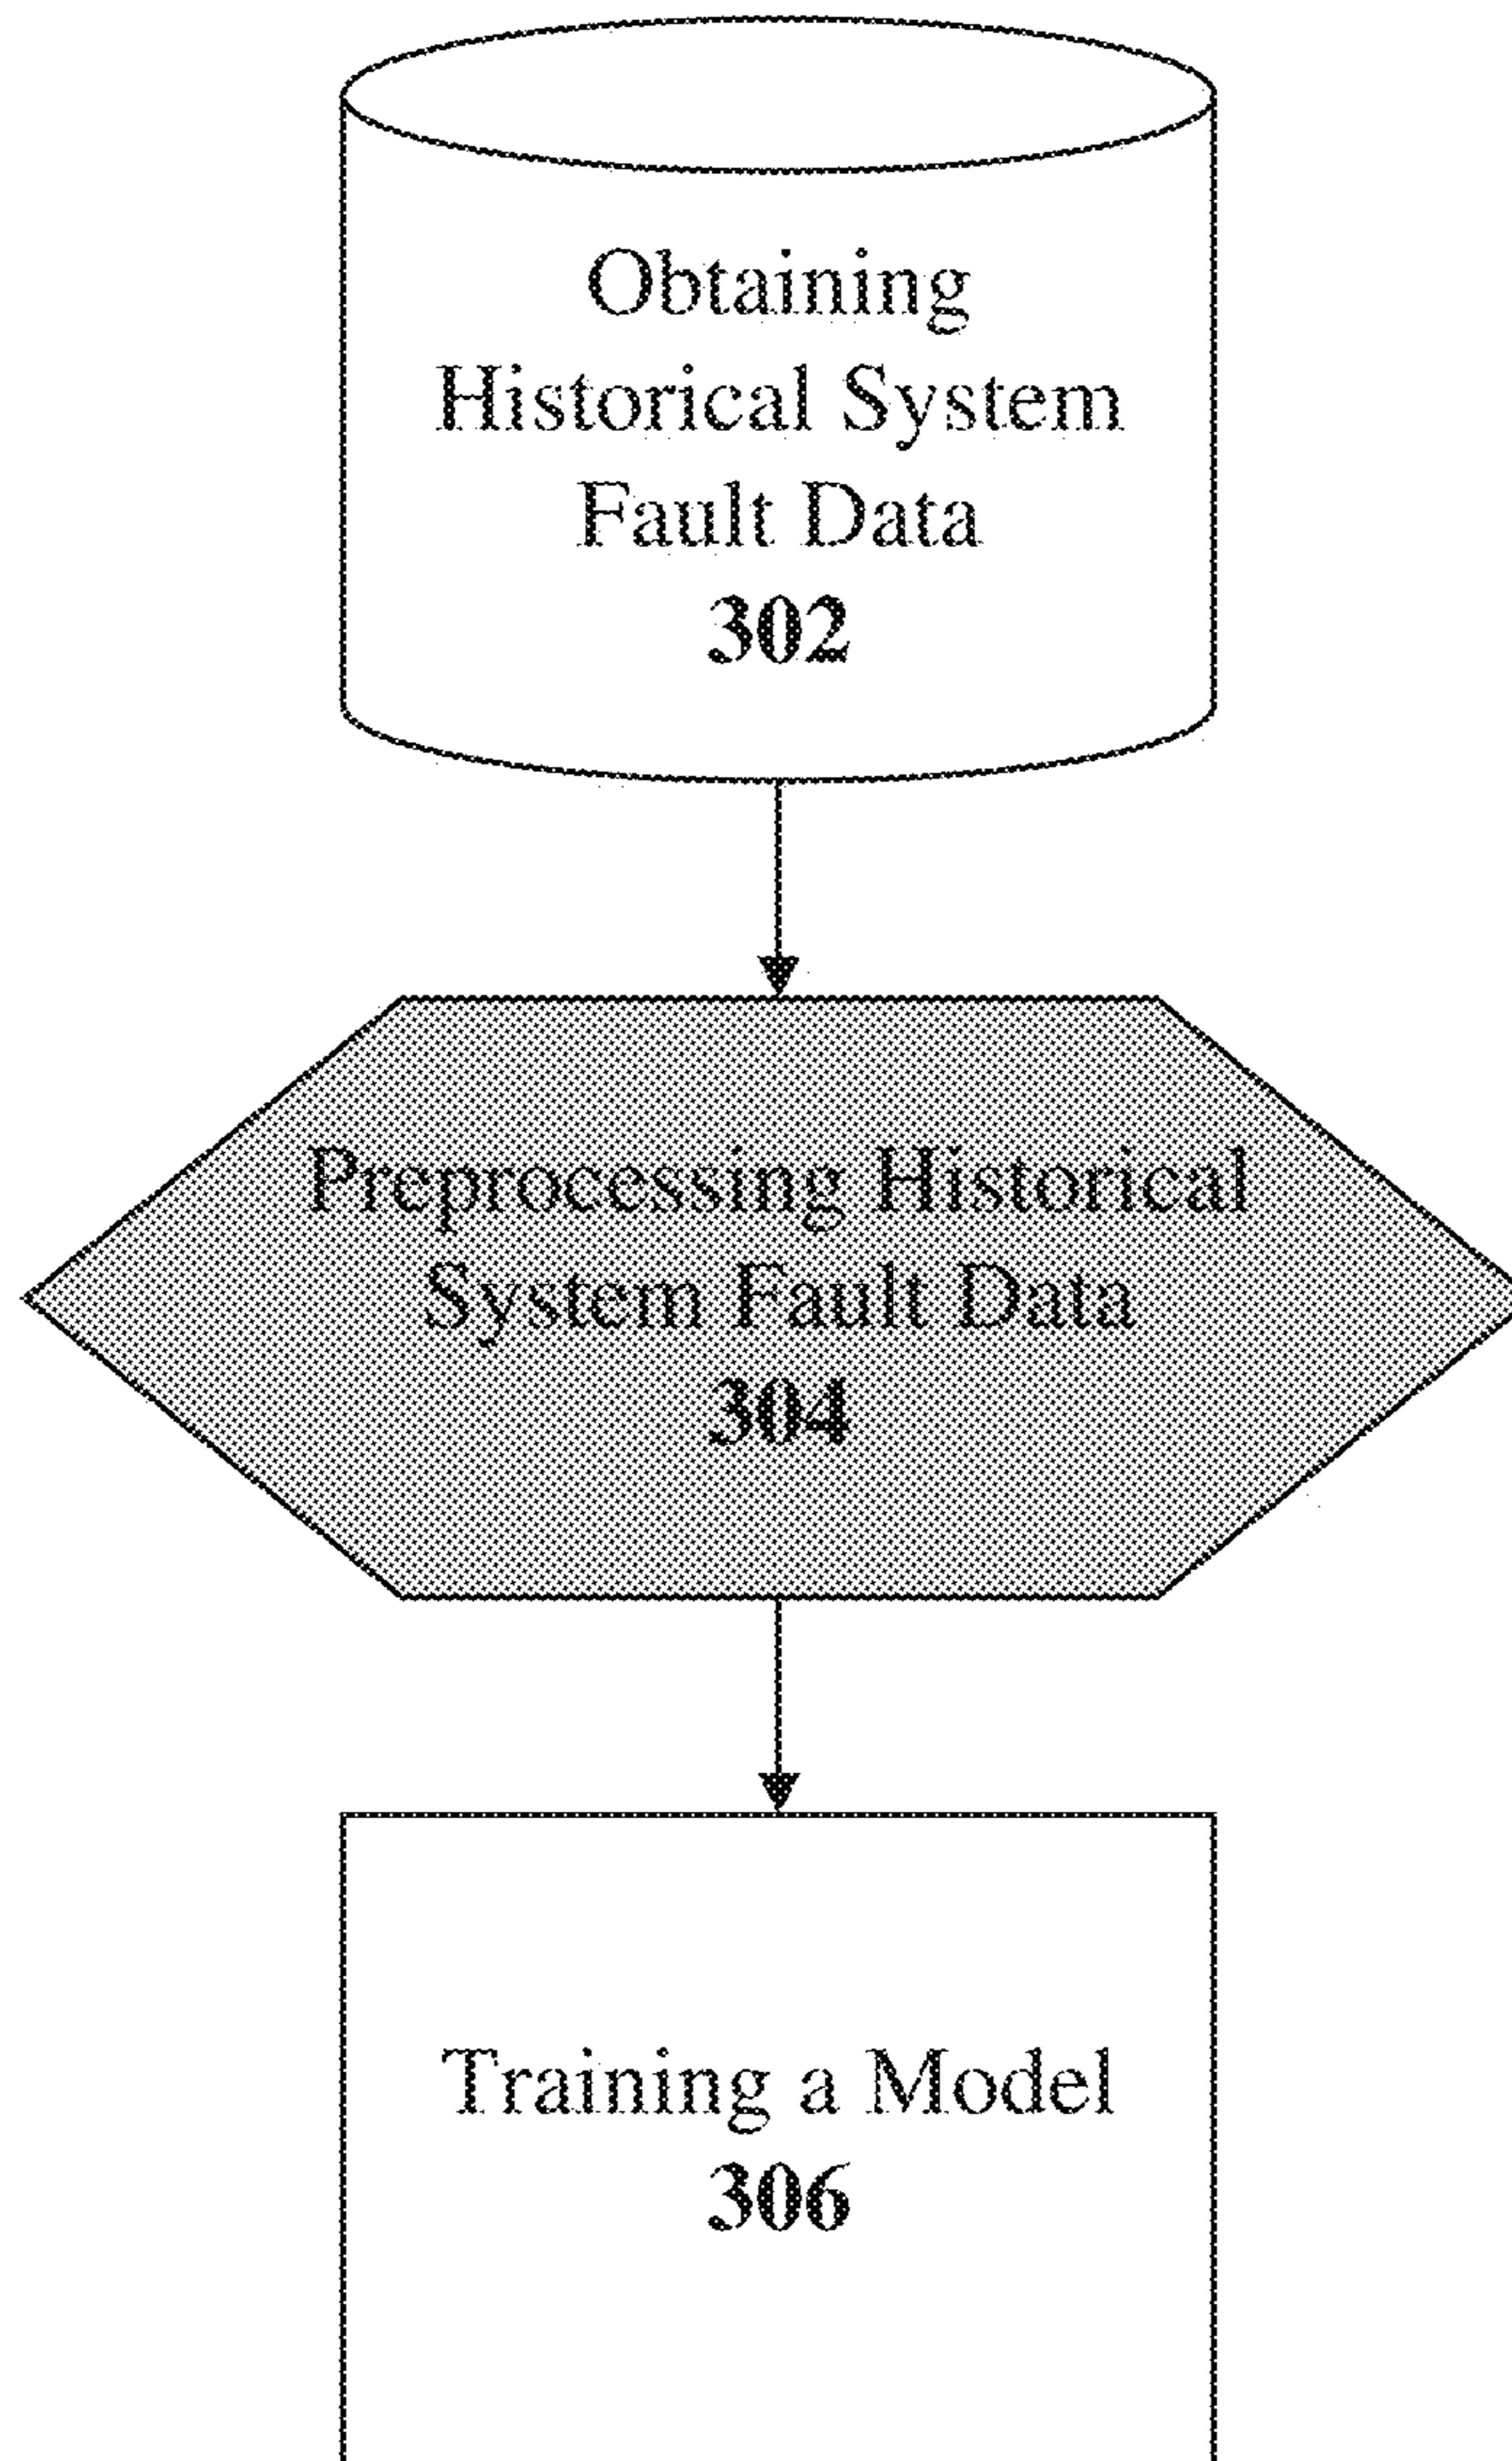 Obtaining
Historical System
Fault Data
302
Preprocessing Historical
System Fault Data
304
Training a Model
306